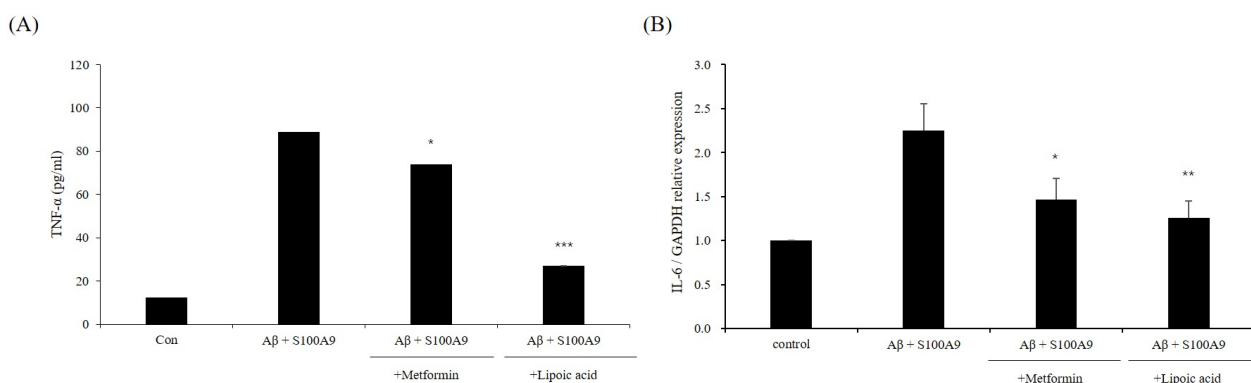 (A)
(B)
TNF-α (pg/ml)
120
100
80
60
40
20
0
*
***
Con
Aβ + S100A9
Aβ + S100A9
Aβ + S100A9
+Metformin
+Lipoic acid
IL-6 / GAPDH relative expression
3.0
2.5
2.0
1.5
1.0
0.5
0.0
*
**
control
Aβ + S100A9
Aβ + S100A9
Aβ + S100A9
+Metformin
+Lipoic acid